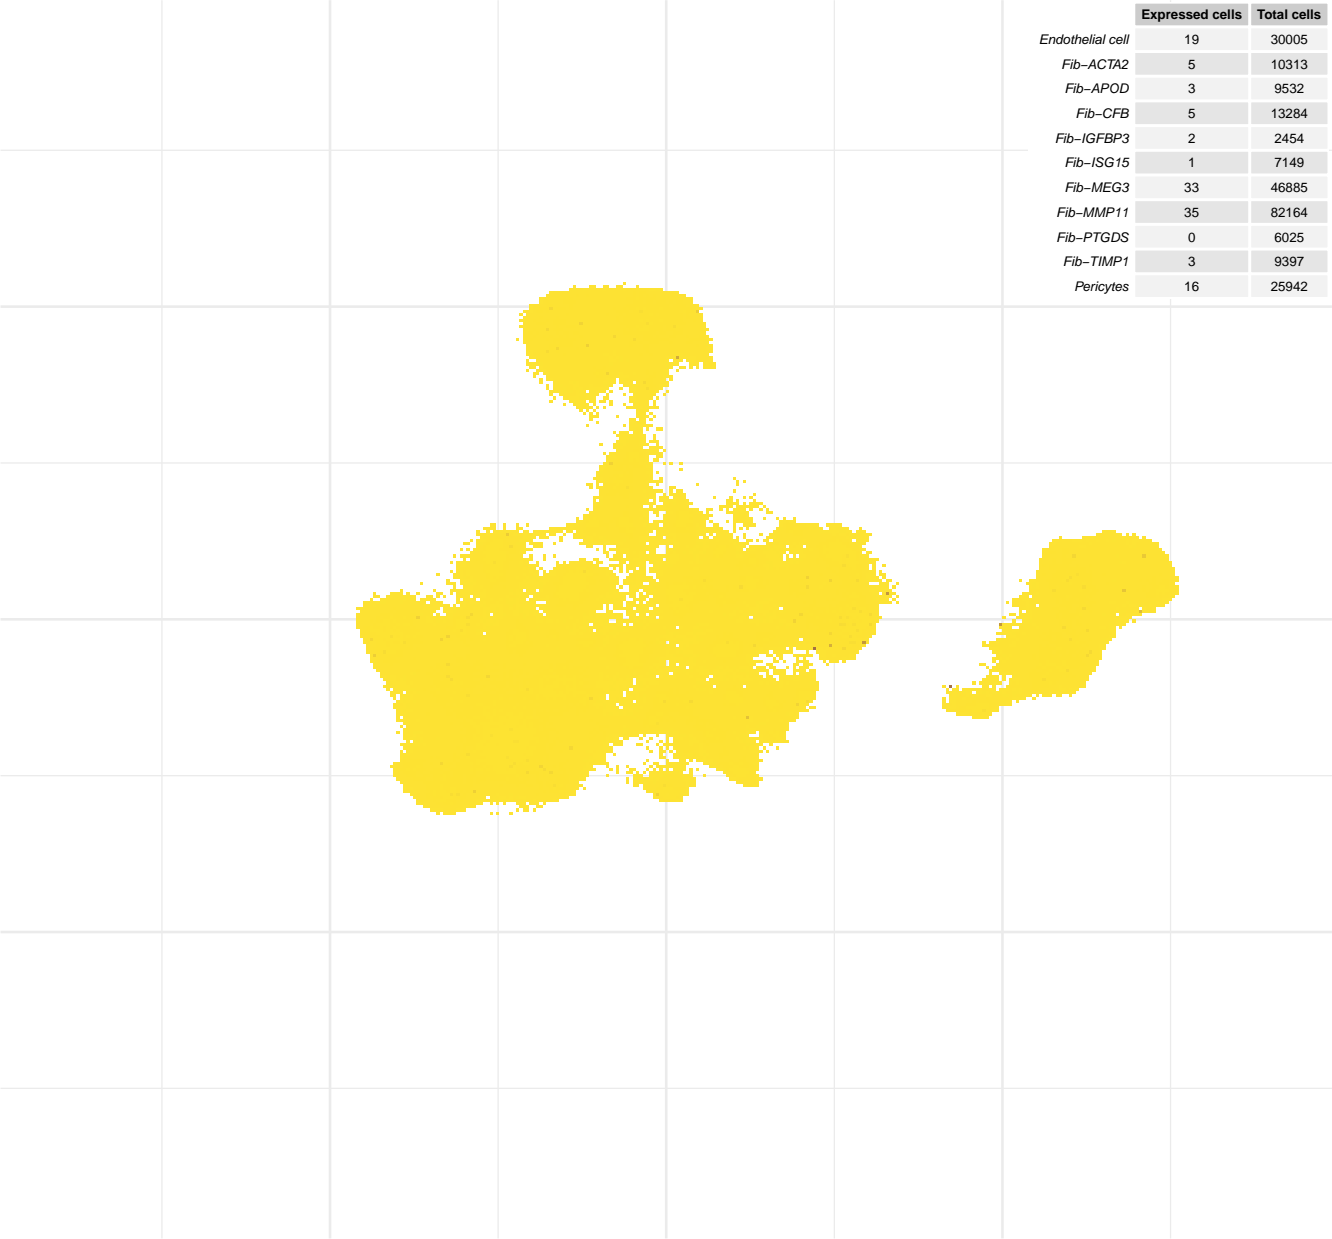 Expressed cells Total cells
Endothelial cell 19 30005
Fib−ACTA2 5 10313
Fib−APOD 3 9532
Fib−CFB 5 13284
Fib−IGFBP3 2 2454
Fib−ISG15 1 7149
Fib−MEG3 33 46885
Fib−MMP11 35 82164
Fib−PTGDS 0 6025
Fib−TIMP1 3 9397
Pericytes 16 25942